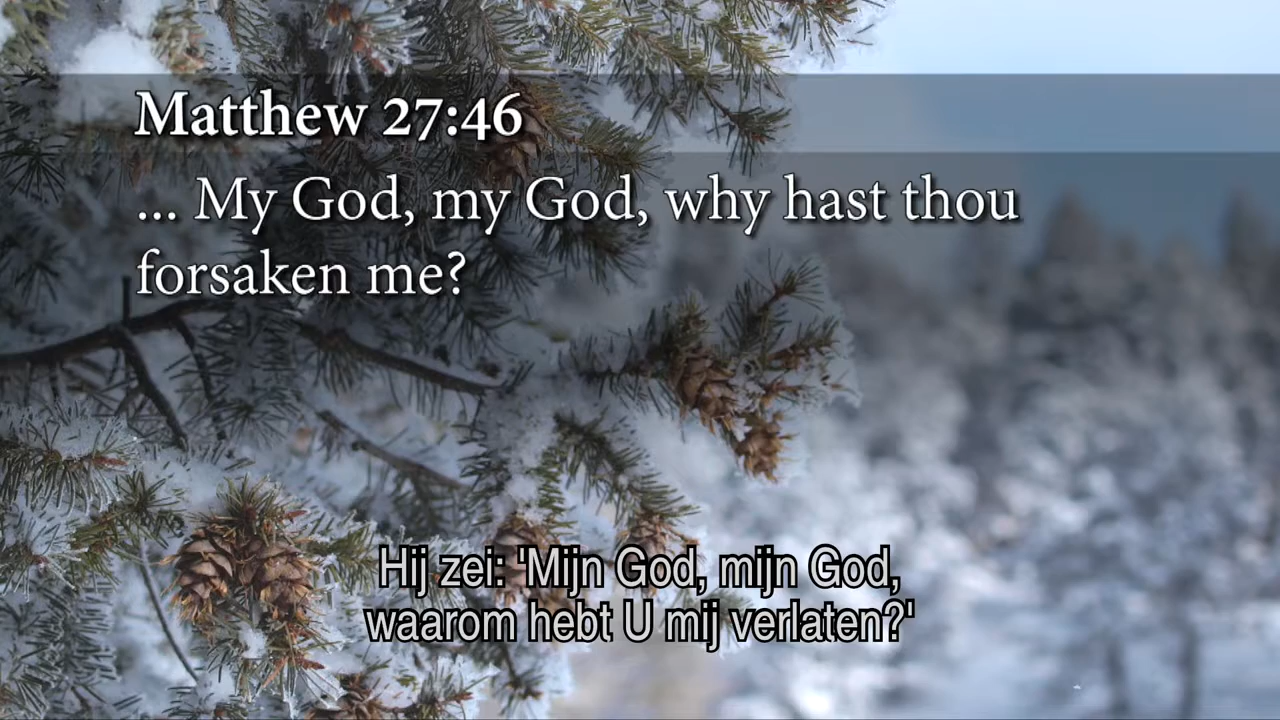 Matthew 27:46
... My God, my God, why hast thou
forsaken me?
Hij zei: 'Mijn God, mijn God,
waarom hebt U mij verlaten?'